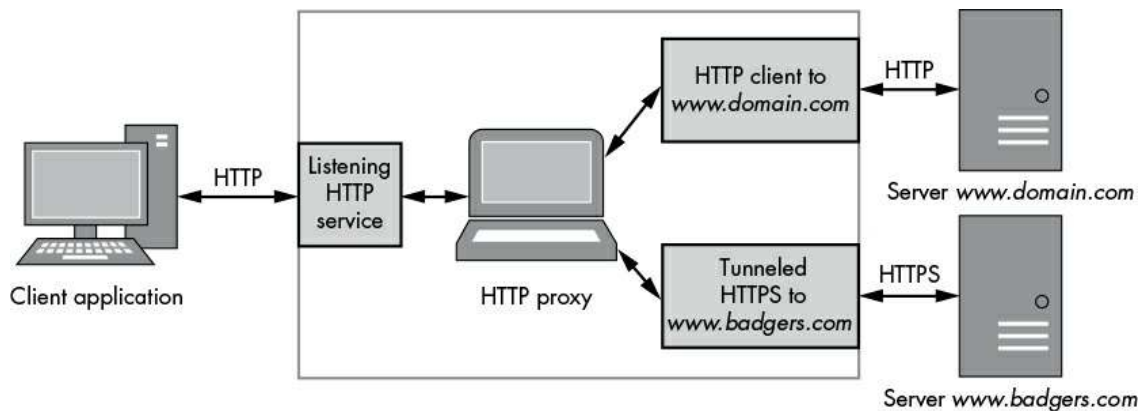 HTTP client to
www.domain.com
HTTP
Server www.domain.com
HTTP
Listening
HTTP
service
Client application
HTTP proxy
Tunneled
HTTPS to
www.badgers.com
HTTPS
Server www.badgers.com